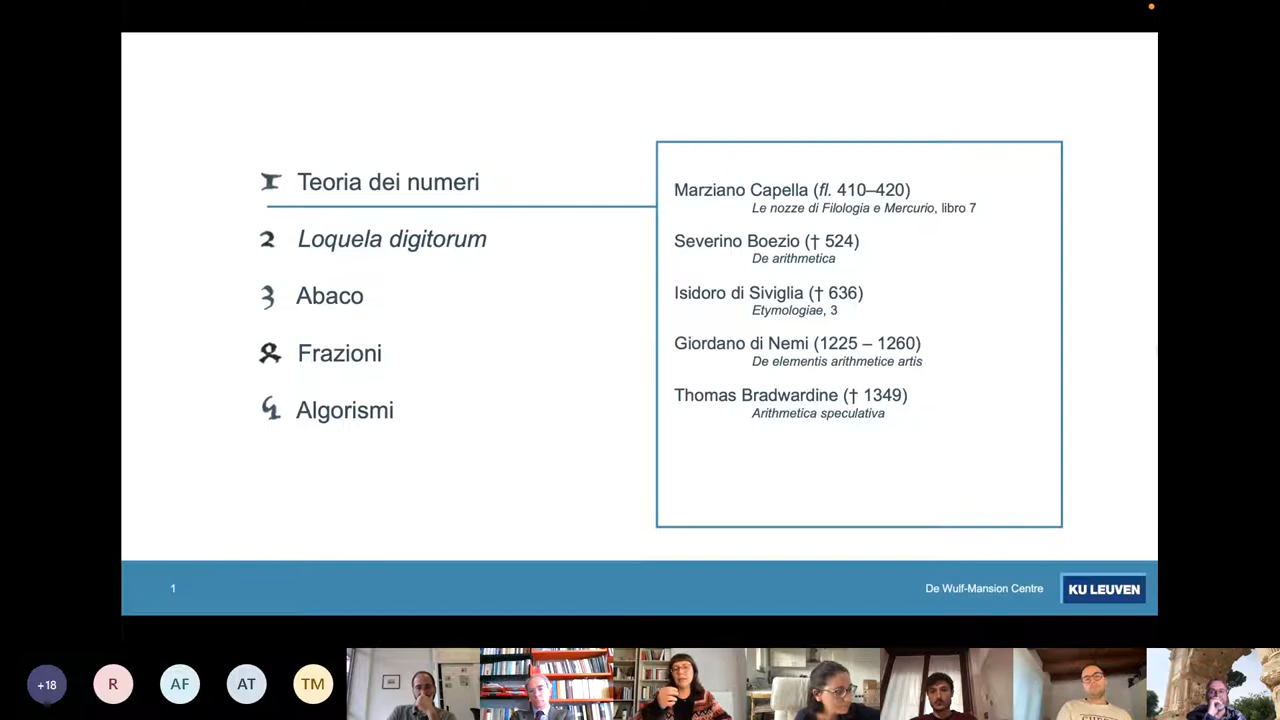 1 Teoria dei numeri
2 Loquela digitorum
3 Abaco
Frazioni
Algorismi
Marziano Capella (fl. 410–420)
Le nozze di Filologia e Mercurio, libro 7
Severino Boezio († 524)
De arithmetica
Isidoro di Siviglia († 636)
Etymologiae, 3
Giordano di Nemi (1225 – 1260)
De elementis arithmetice artis
Thomas Bradwardine († 1349)
Arithmetica speculativa
1
De Wulf-Mansion Centre
KU LEUVEN
+18
R
AF
AT
TM